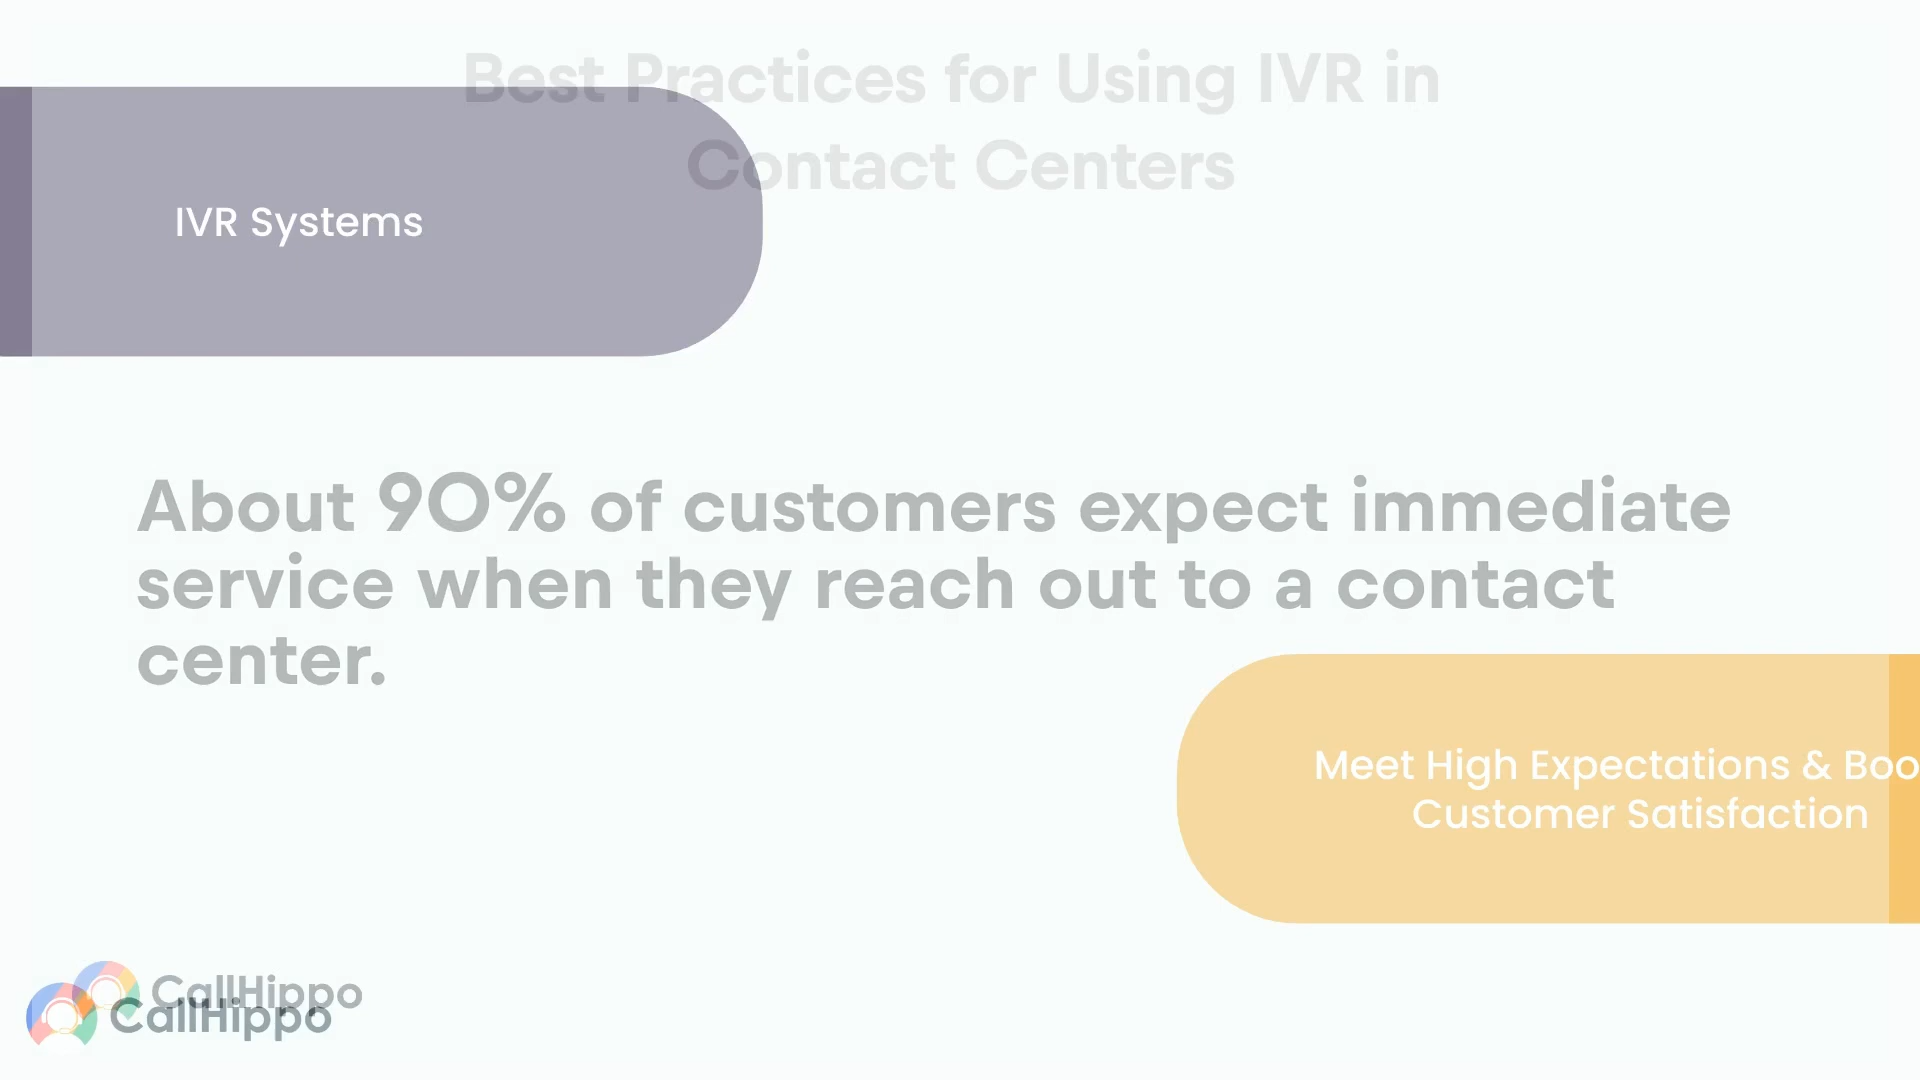 Best Practices for Using IVR in
Contact Centers
IVR Systems
About 90% of customers expect immediate
service when they reach out to a contact
center.
Meet High Expectations & Boo
Customer Satisfaction
CallHippo
CallHippo